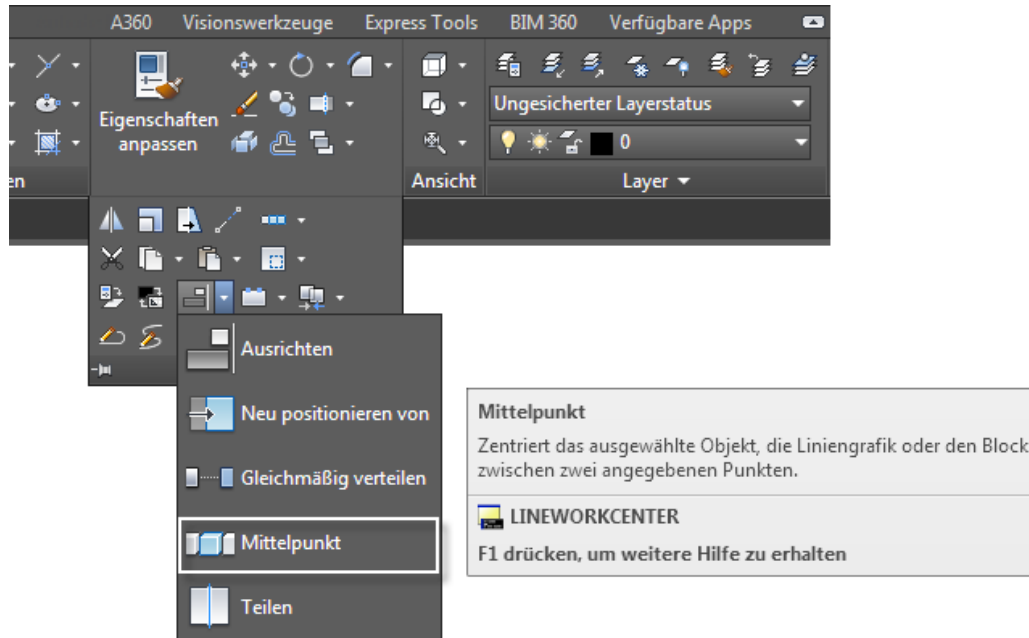 A360 Visionswerkzeuge Express Tools BIM 360 Verfügbare Apps
Eigenschaften
anpassen
Ungesicherter Layerstatus
0
en
Ansicht
Layer
Ausrichten
Neu positionieren von
Gleichmäßig verteilen
Mittelpunkt
Teilen
Mittelpunkt
Zentriert das ausgewählte Objekt, die Liniengrafik oder den Block
zwischen zwei angegebenen Punkten.
LINEWORKCENTER
F1 drücken, um weitere Hilfe zu erhalten